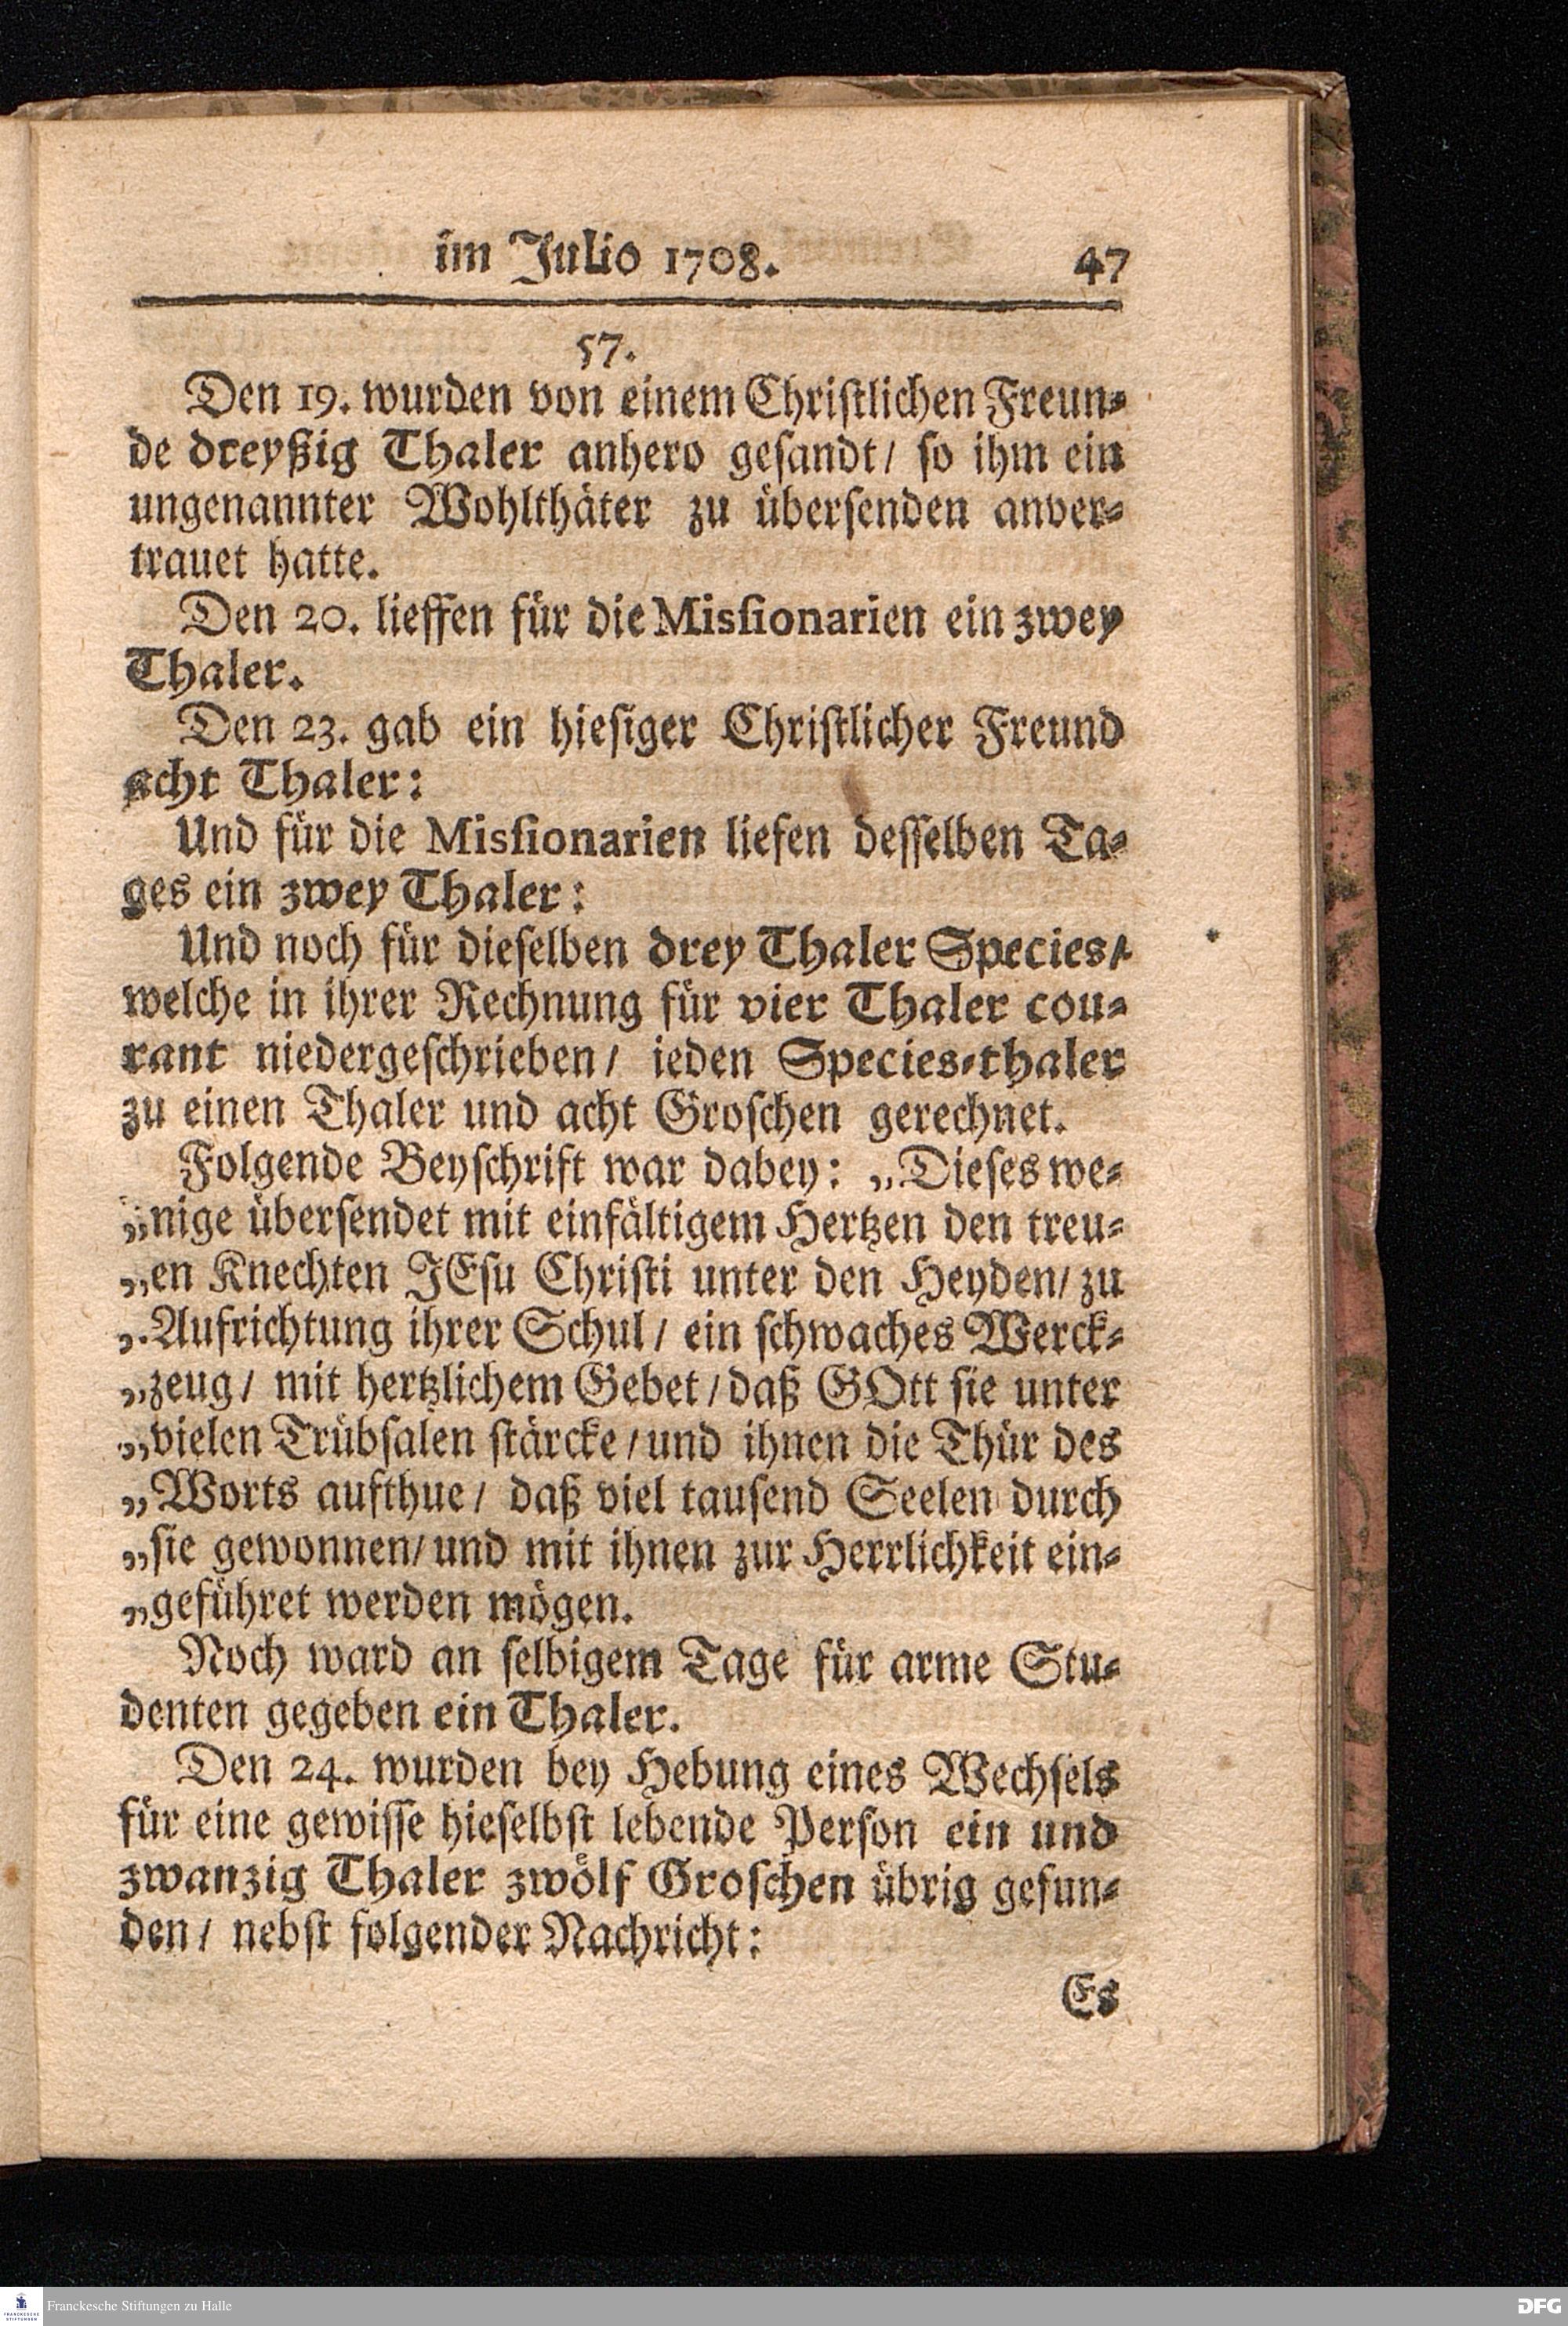 im Julio 1708. 47
57.
Den 19. wurden von einem Christlichen Freun⸗
de dreyßig Thaler anhero gesandt/ so ihm ein
ungenannter Wohlthäter zu übersenden anver⸗
trauet hatte.
Den 20. lieffen für die Missionarien ein zwey
Thaler.
Den 23. gab ein hiesiger Christlicher Freund
acht Thaler:
Und für die Missionarien liefen desselben Ta⸗
ges ein zwey Thaler:
Und noch für dieselben drey Thaler Species/
welche in ihrer Rechnung für vier Thaler cou⸗
rant niedergeschrieben/ ieden Species⸗thaler
zu einen Thaler und acht Groschen gerechnet.
Folgende Beyschrift war dabey: „Dieses we⸗
„nige übersendet mit einfältigem Hertzen den treu⸗
„en Knechten JEsu Christi unter den Heyden/ zu
„Aufrichtung ihrer Schul/ ein schwaches Werck⸗
„zeug/ mit hertzlichem Gebet/ daß GOtt sie unter
„vielen Trübsalen stärcke/ und ihnen die Thür des
„Worts aufthue/ daß viel tausend Seelen durch
„sie gewonnen/ und mit ihnen zur Herrlichkeit ein⸗
„geführet werden mögen.
Noch ward an selbigem Tage für arme Stu⸗
denten gegeben ein Thaler.
Den 24. wurden bey Hebung eines Wechsels
für eine gewisse hieselbst lebende Person ein und
zwanzig Thaler zwölf Groschen übrig gefun⸗
den/ nebst folgender Nachricht:
Es
FRANCKESCHE STIFTUNGEN
Franckesche Stiftungen zu Halle
DFG